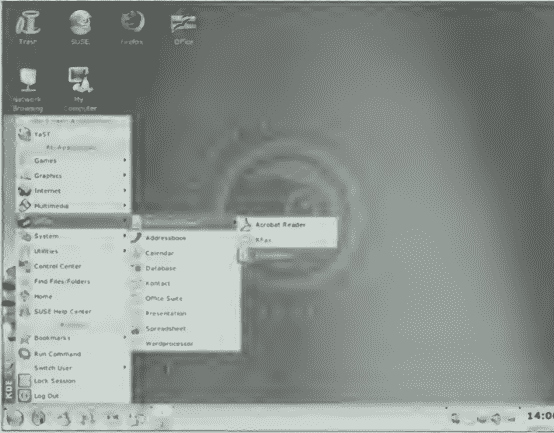 Trash
SUSE
Firefox
Office
Network
Browsing
My
Computer
YaST
Games
Graphics
Internet
Multimedia
System
Utilities
Control Center
Find Files/Folders
Home
SUSE Help Center
Bookmarks
Run Command
Switch User
Lock Session
Log Out
KDE
Addressbook
Calendar
Database
Kontact
Office Suite
Presentation
Spreadsheet
Wordprocessor
Acrobat Reader
14:0